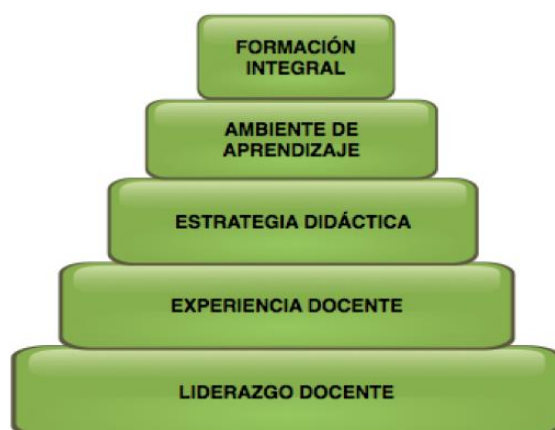 FORMACIÓN
INTEGRAL
AMBIENTE DE
APRENDIZAJE
ESTRATEGIA DIDÁCTICA
EXPERIENCIA DOCENTE
LIDERAZGO DOCENTE